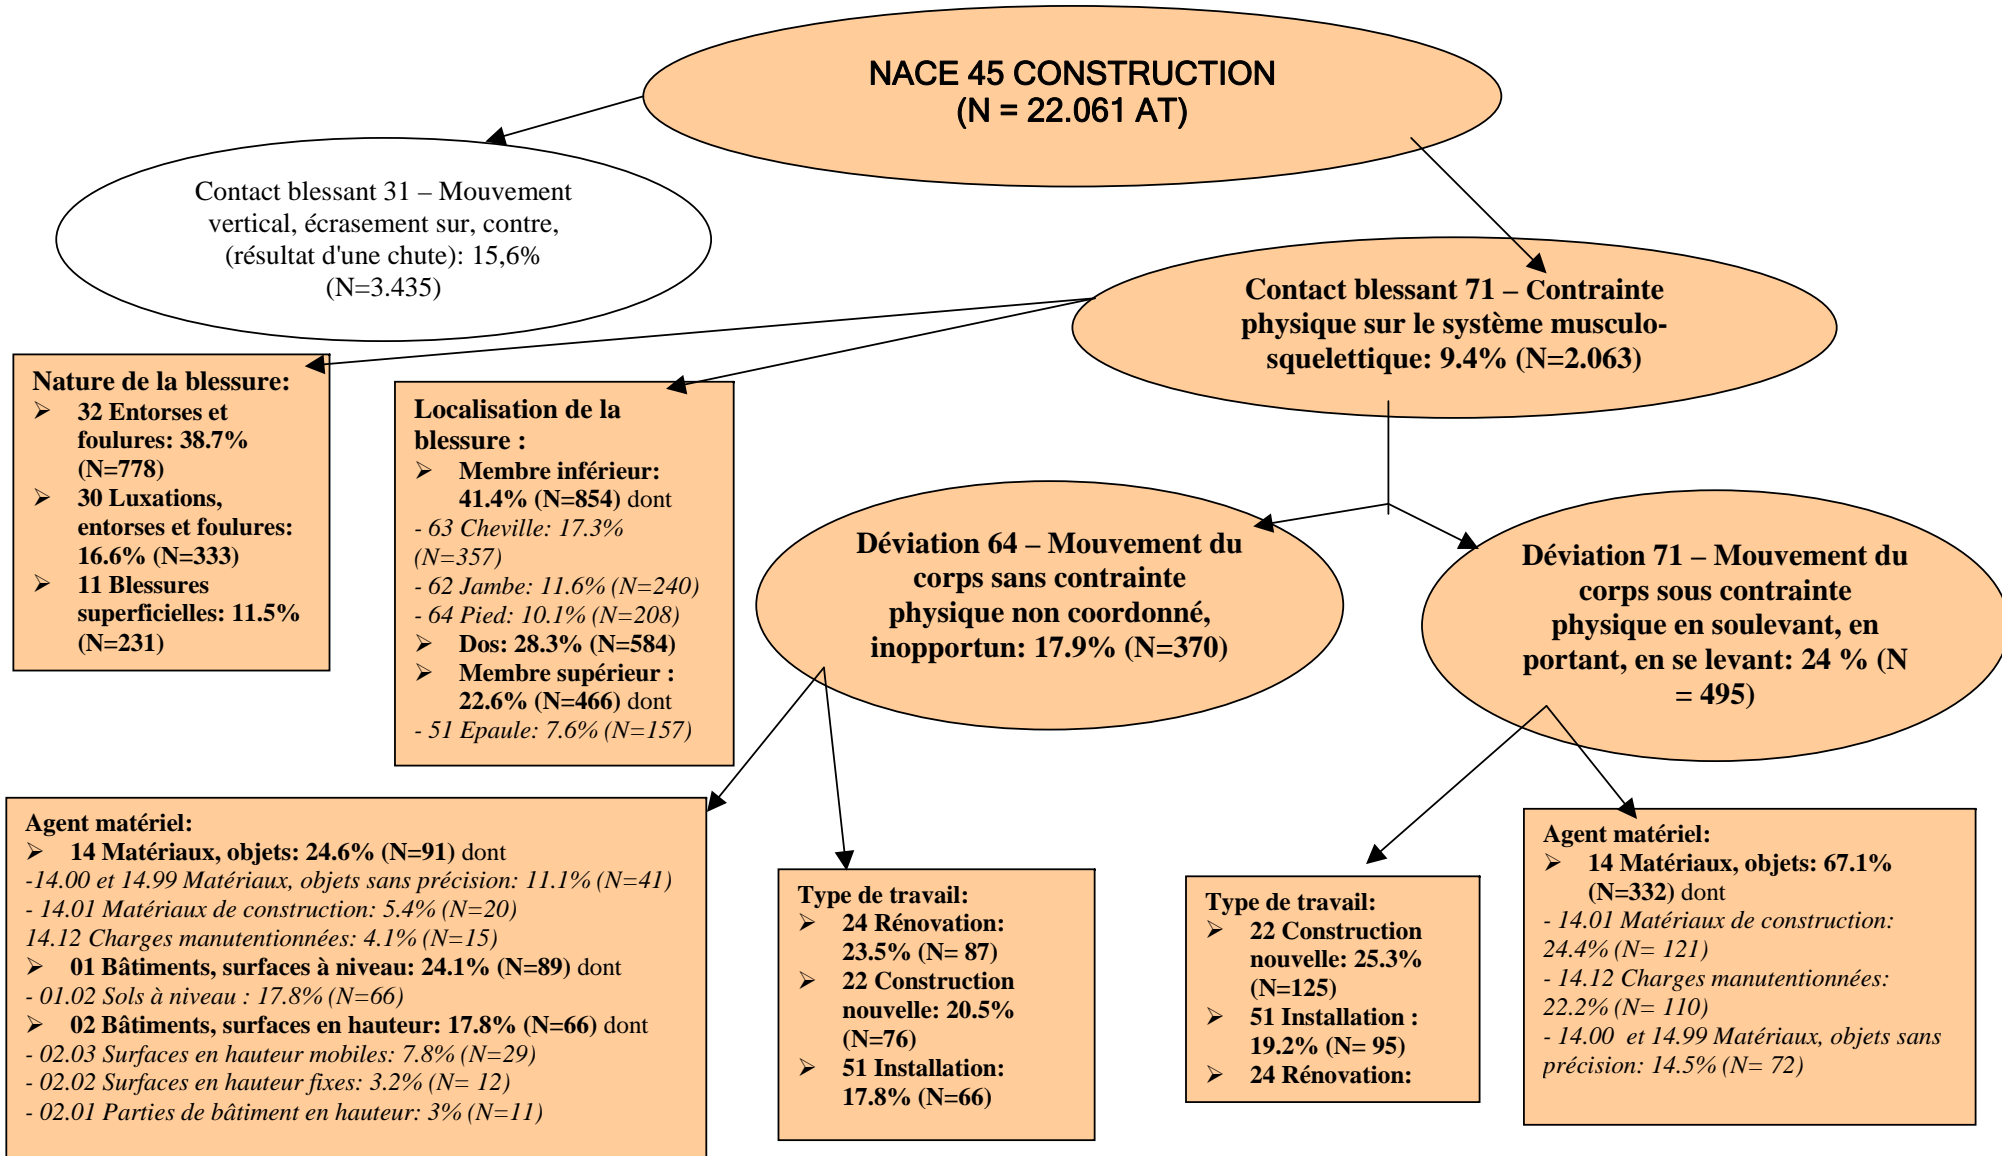 NACE 45 CONSTRUCTION
(N = 22.061 AT)
Contact blessant 31 – Mouvement
vertical, écrasement sur, contre,
(résultat d'une chute): 15,6%
(N=3.435)
Contact blessant 71 – Contrainte
physique sur le système musculo-
squelettique: 9.4% (N=2.063)
Nature de la blessure:
➢ 32 Entorses et
foulures: 38.7%
(N=778)
➢ 30 Luxations,
entorses et foulures:
16.6% (N=333)
➢ 11 Blessures
superficielles: 11.5%
(N=231)
Localisation de la
blessure :
➢ Membre inférieur:
41.4% (N=854) dont
- 63 Cheville: 17.3%
(N=357)
- 62 Jambe: 11.6% (N=240)
- 64 Pied: 10.1% (N=208)
➢ Dos: 28.3% (N=584)
➢ Membre supérieur :
22.6% (N=466) dont
- 51 Epaule: 7.6% (N=157)
Déviation 64 – Mouvement du
corps sans contrainte
physique non coordonné,
inopportun: 17.9% (N=370)
Déviation 71 – Mouvement du
corps sous contrainte
physique en soulevant, en
portant, en se levant: 24 % (N
= 495)
Agent matériel:
➢ 14 Matériaux, objets: 24.6% (N=91) dont
-14.00 et 14.99 Matériaux, objets sans précision: 11.1% (N=41)
- 14.01 Matériaux de construction: 5.4% (N=20)
14.12 Charges manutentionnées: 4.1% (N=15)
➢ 01 Bâtiments, surfaces à niveau: 24.1% (N=89) dont
- 01.02 Sols à niveau : 17.8% (N=66)
➢ 02 Bâtiments, surfaces en hauteur: 17.8% (N=66) dont
- 02.03 Surfaces en hauteur mobiles: 7.8% (N=29)
- 02.02 Surfaces en hauteur fixes: 3.2% (N= 12)
- 02.01 Parties de bâtiment en hauteur: 3% (N=11)
Type de travail:
➢ 24 Rénovation:
23.5% (N= 87)
➢ 22 Construction
nouvelle: 20.5%
(N=76)
➢ 51 Installation:
17.8% (N=66)
Type de travail:
➢ 22 Construction
nouvelle: 25.3%
(N=125)
➢ 51 Installation :
19.2% (N= 95)
➢ 24 Rénovation:
Agent matériel:
➢ 14 Matériaux, objets: 67.1%
(N=332) dont
- 14.01 Matériaux de construction:
24.4% (N= 121)
- 14.12 Charges manutentionnées:
22.2% (N= 110)
- 14.00 et 14.99 Matériaux, objets sans
précision: 14.5% (N= 72)